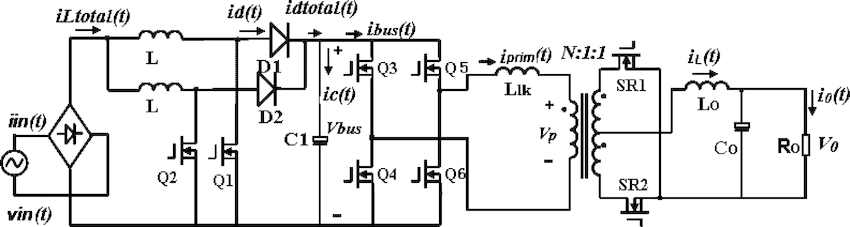 iLtotal(t)
id(t)
idtotal(t)
ibus(t)
L
D1
L
D2
iin(t)
vin(t)
Q2
Q1
+
ic(t)
C1
Vbus
-
Q3
Q5
Q4
Q6
iprim(t)
Llk
+
Vp
-
N:1:1
SR1
SR2
iL(t)
Lo
Co
i0(t)
Ro
V0